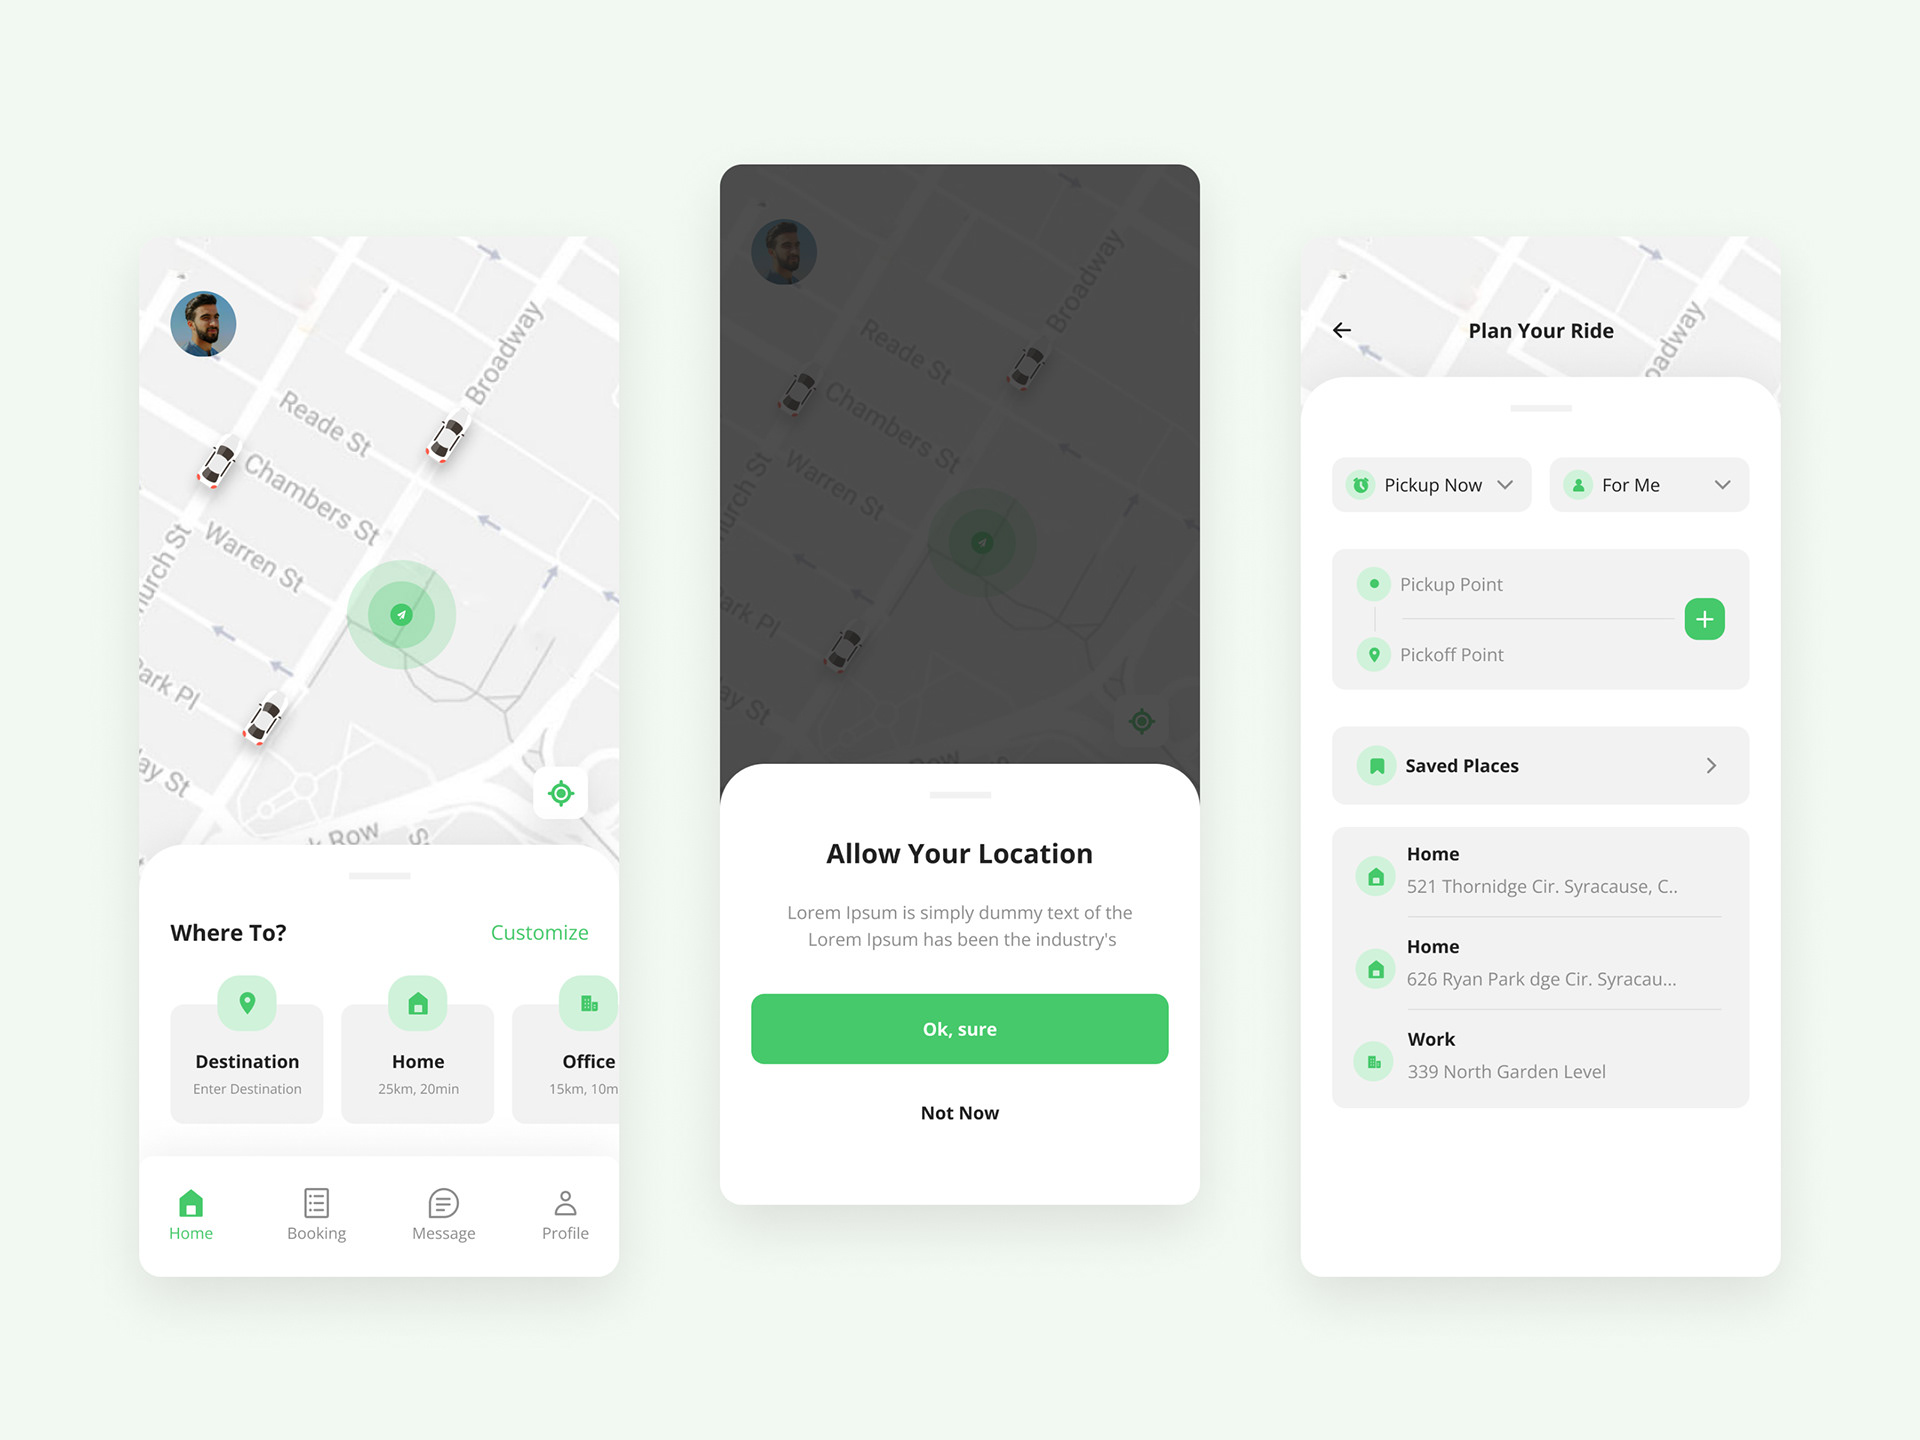 Broadway
Reade St
Chambers St
Warren St
urch St
Park Pl
ay St
k Row
S
Where To?
Customize
Destination
Enter Destination
Home
25km, 20min
Office
15km, 10m
Home
Booking
Message
Profile
Broadway
Reade St
Chambers St
Warren St
urch St
ark Pl
ay St
Row
Allow Your Location
Lorem Ipsum is simply dummy text of the
Lorem Ipsum has been the industry's
Ok, sure
Not Now
oadway
Plan Your Ride
Pickup Now
For Me
Pickup Point
Pickoff Point
Saved Places
Home
521 Thornidge Cir. Syracause, C..
Home
626 Ryan Park dge Cir. Syracau...
Work
339 North Garden Level